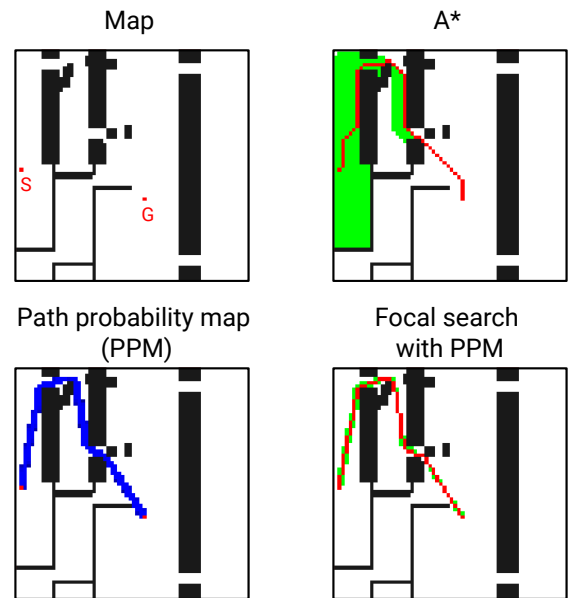 Map
A*
S
G
Path probability map
(PPM)
Focal search
with PPM